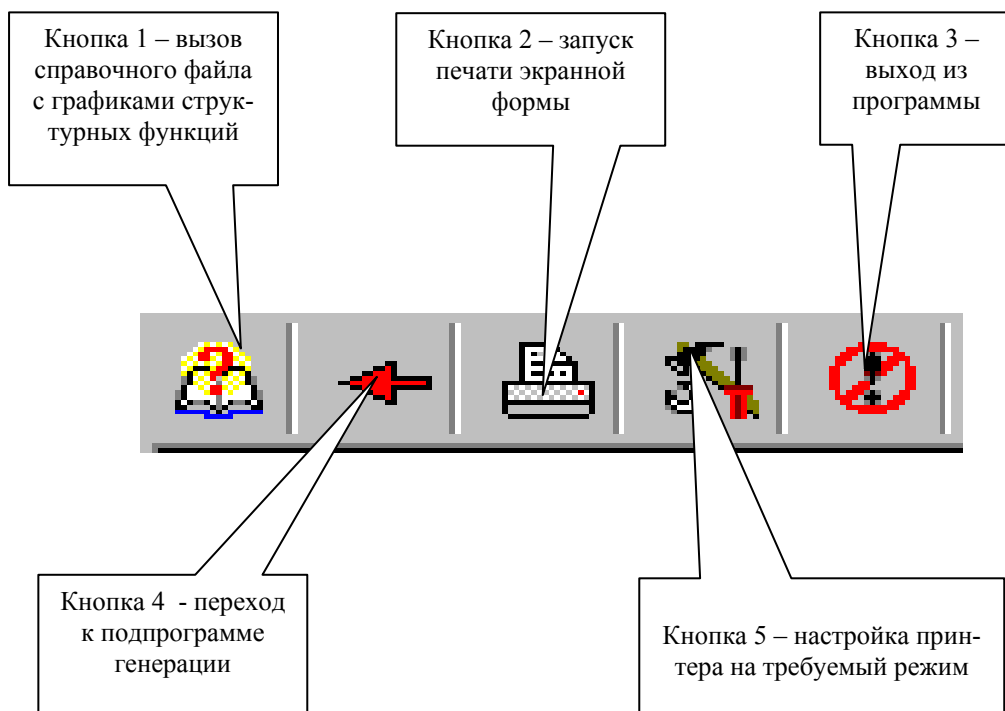 Кнопка 1 – вызов
справочного файла
с графиками струк-
турных функций
Кнопка 2 – запуск
печати экранной
формы
Кнопка 3 –
выход из
программы
Кнопка 4  - переход
к подпрограмме
генерации
Кнопка 5 – настройка прин-
тера на требуемый режим